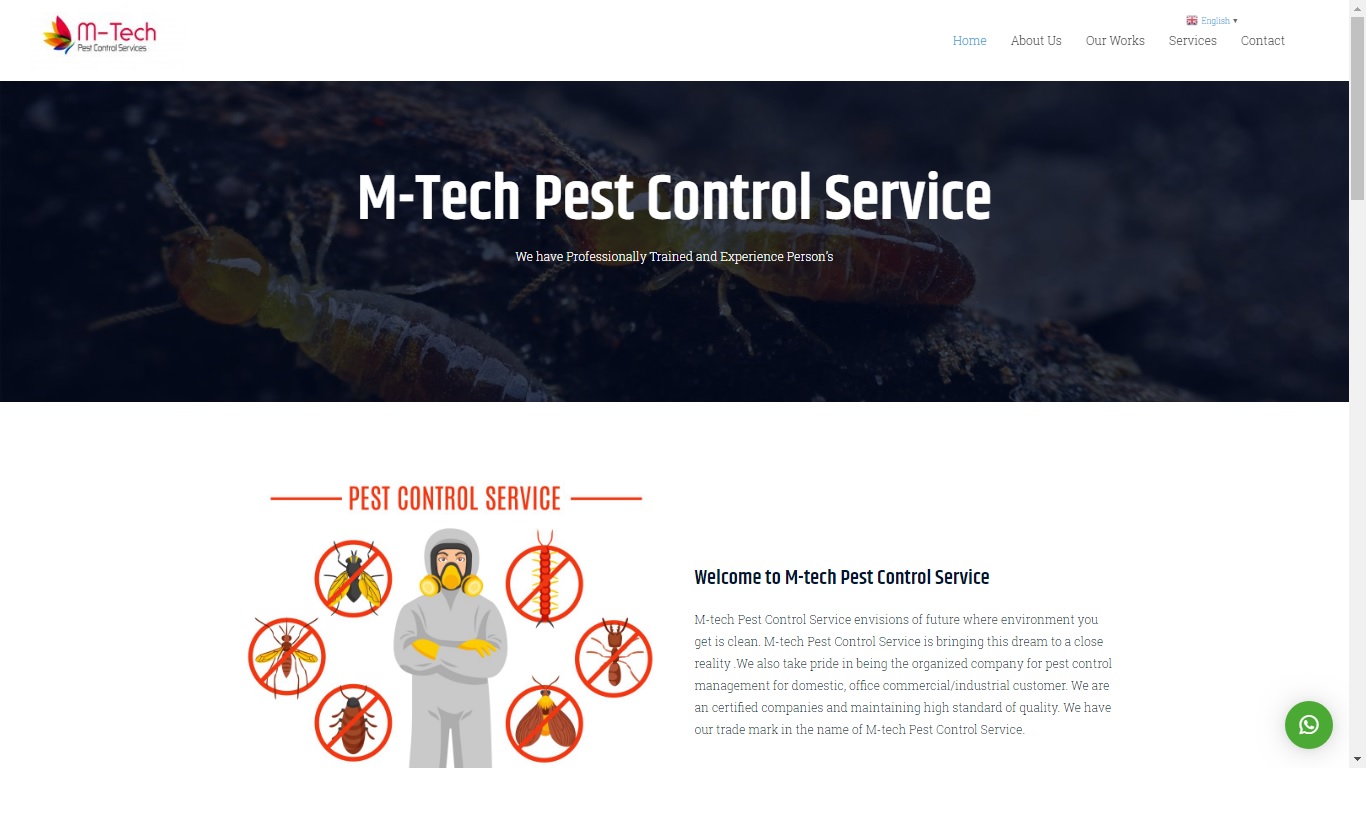 M-Tech
Pest Control Services
English ▼
Home
About Us
Our Works
Services
Contact
M-Tech Pest Control Service
We have Professionally Trained and Experience Person's
PEST CONTROL SERVICE
Welcome to M-tech Pest Control Service
M-tech Pest Control Service envisions of future where environment you
get is clean. M-tech Pest Control Service is bringing this dream to a close
reality .We also take pride in being the organized company for pest control
management for domestic, office commercial/industrial customer. We are
an certified companies and maintaining high standard of quality. We have
our trade mark in the name of M-tech Pest Control Service.